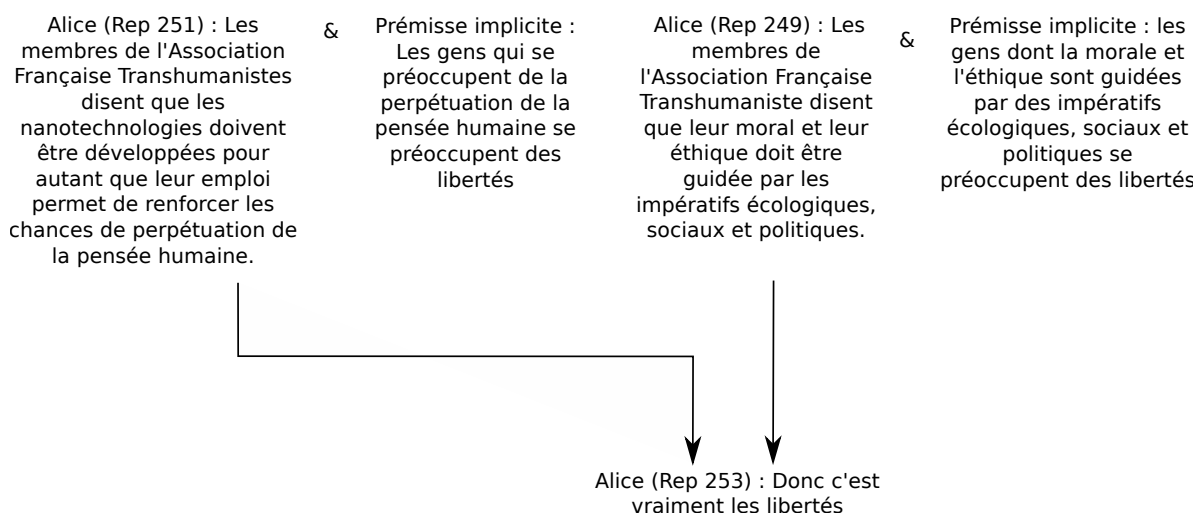 Alice (Rep 251) : Les
membres de l'Association
Française Transhumanistes
disent que les
nanotechnologies doivent
être développées pour
autant que leur emploi
permet de renforcer les
chances de perpétuation de
la pensée humaine.
&
Prémisse implicite :
Les gens qui se
préoccupent de la
perpétuation de la
pensée humaine se
préoccupent des
libertés
Alice (Rep 249) : Les
membres de
l'Association Française
Transhumaniste disent
que leur moral et leur
éthique doit être
guidée par les
impératifs écologiques,
sociaux et politiques.
&
Prémisse implicite : les
gens dont la morale et
l'éthique sont guidées
par des impératifs
écologiques, sociaux et
politiques se
préoccupent des libertés
Alice (Rep 253) : Donc c'est
vraiment les libertés